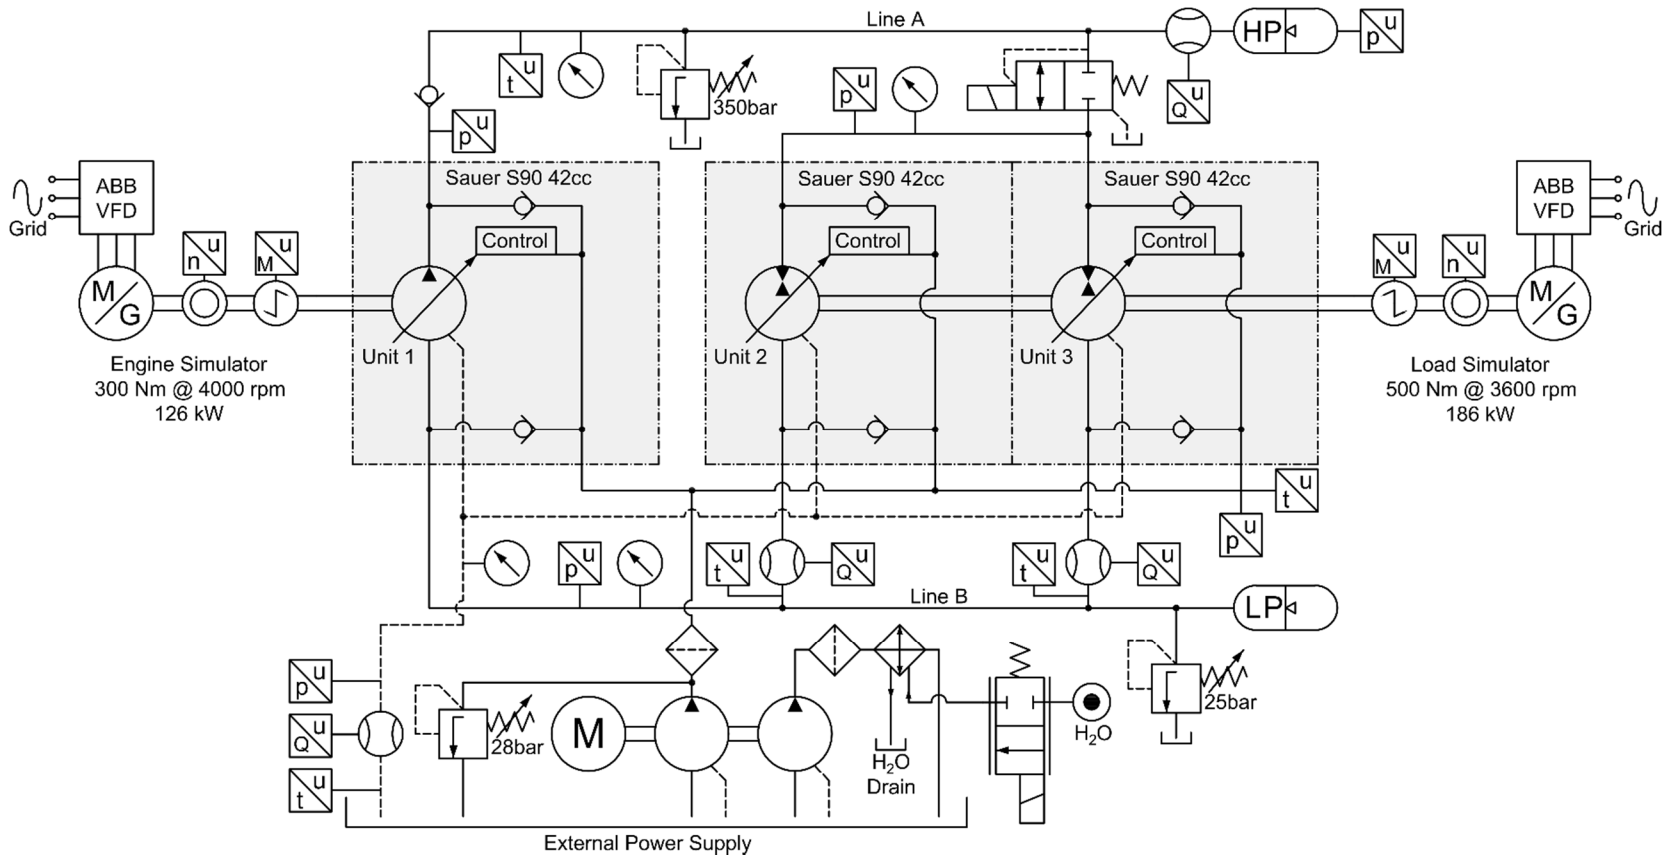 Line A
HP
p u
t u
p u
350bar
Q u
p u
Sauer S90 42cc
Sauer S90 42cc
Sauer S90 42cc
ABB
VFD
Grid
ABB
VFD
Grid
n u
M u
Control
Control
Control
M u
n u
M/G
M/G
Unit 1
Unit 2
Unit 3
Engine Simulator
300 Nm @ 4000 rpm
126 kW
Load Simulator
500 Nm @ 3600 rpm
186 kW
t u
p u
p u
t u
Q u
t u
Q u
Line B
LP
p u
Q u
t u
28bar
M
H2O
Drain
H2O
25bar
External Power Supply